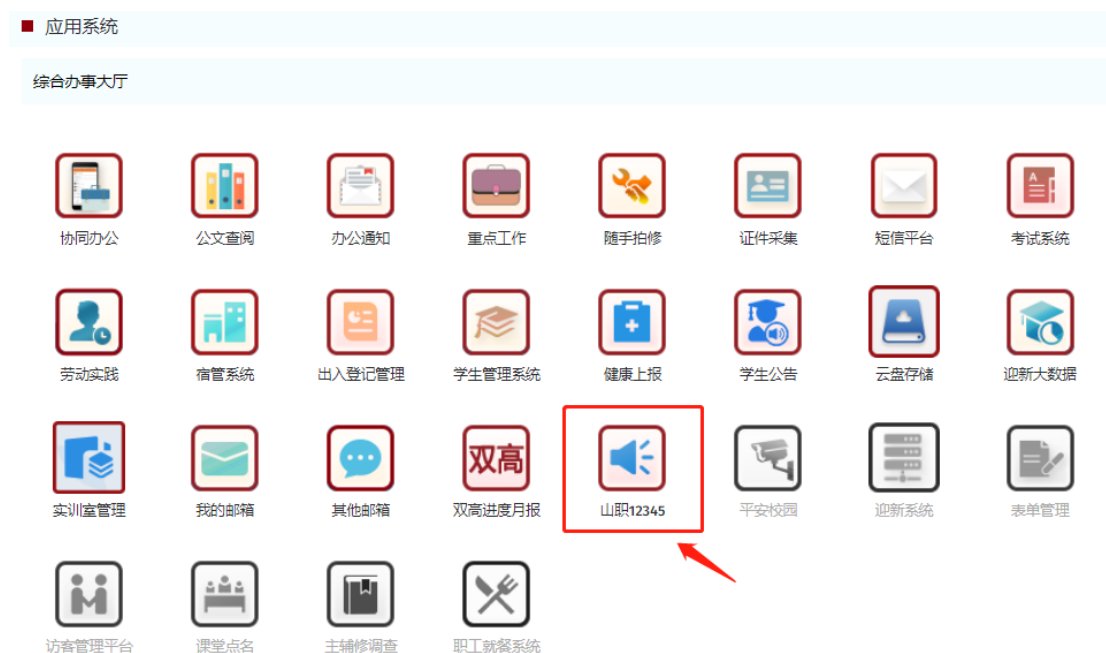 应用系统
综合办事大厅
协同办公 公文查阅 办公通知 重点工作 随手拍修 证件采集 短信平台 考试系统
A
劳动实践 宿管系统 出入登记管理 学生管理系统 健康上报 学生公告 云盘存储 迎新大数据
双高
实训室管理 我的邮箱 其他邮箱 双高进度月报 山职12345 平安校园 迎新系统 表单管理
访客管理平台 课堂点名 主辅修调查 职工就餐系统